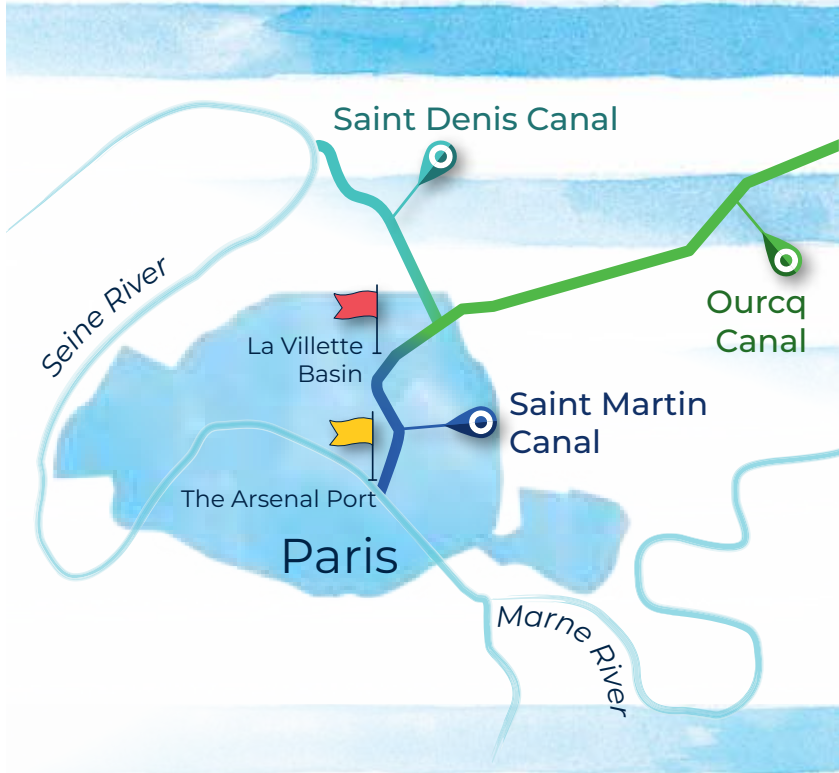 Saint Denis Canal
Seine River
Ourcq
Canal
La Villette
Basin
Saint Martin
Canal
The Arsenal Port
Paris
Marne River